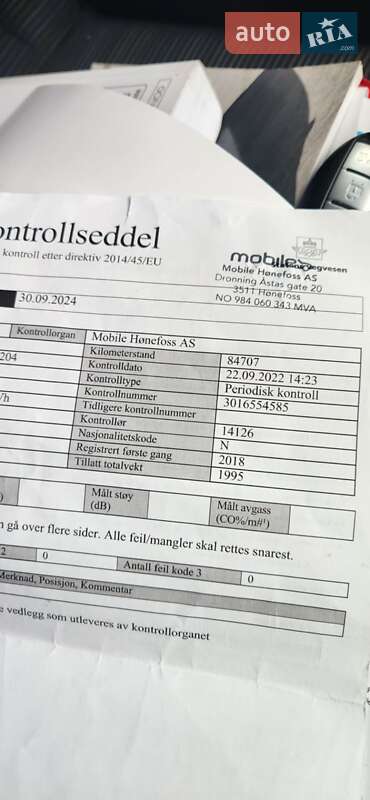 auto RIA .com
ontrollseddel
kontroll etter direktiv 2014/45/EU
mobile
Mobile Hønefoss AS
Dronning Åstas gate 20
3511 Hønefoss
NO 984 060 343 MVA
30.09.2024
Kontrollorgan Mobile Hønefoss AS
204 Kilometerstand 84707
Kontrolldato 22.09.2022 14:23
Kontrolltype Periodisk kontroll
Kontrollnummer 3016554585
Tidligere kontrollnummer
Kontrollør 14126
Nasjonalitetskode N
Registrert første gang 2018
Tillatt totalvekt 1995
Målt støy (dB)
Målt avgass (CO%/m#¹)
n gå over flere sider. Alle feil/mangler skal rettes snarest.
2 0 Antall feil kode 3 0
Merknad, Posisjon, Kommentar
e vedlegg som utleveres av kontrollorganet